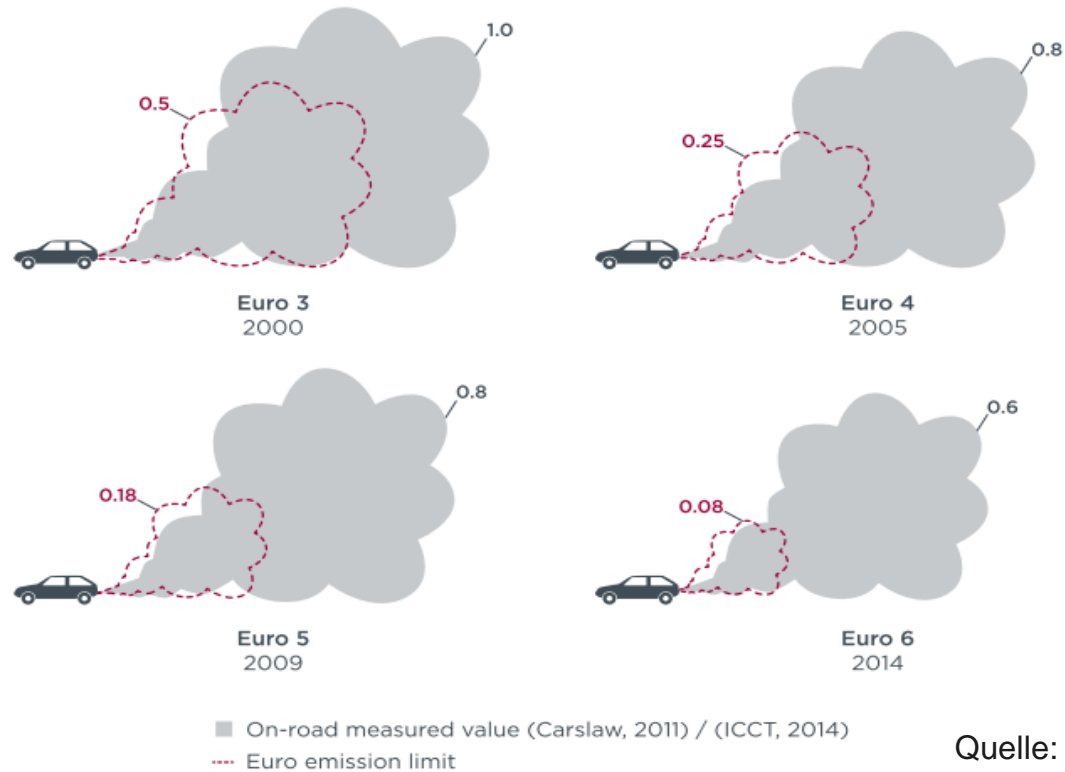 1.0
0.5
Euro 3
2000
0.8
0.25
Euro 4
2005
0.8
0.18
Euro 5
2009
0.6
0.08
Euro 6
2014
On-road measured value (Carslaw, 2011) / (ICCT, 2014)
Euro emission limit
Quelle: